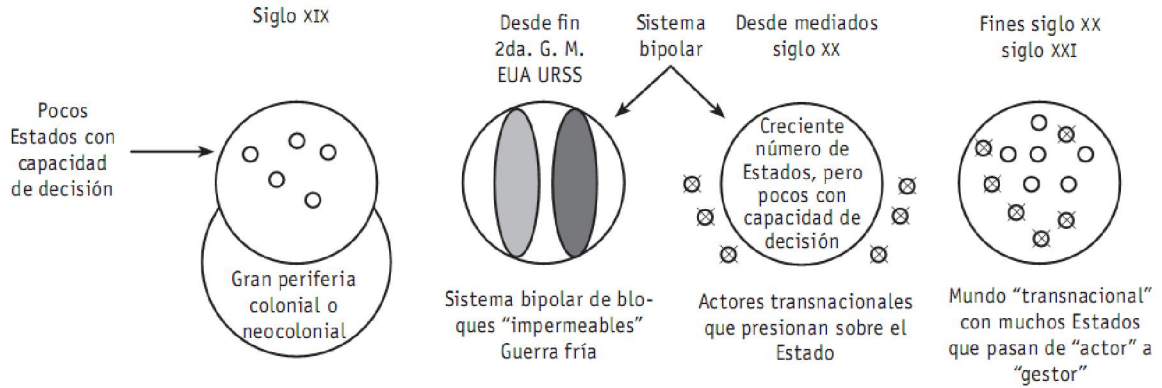 Siglo XIX
Pocos
Estados con
capacidad
de decisión
Gran periferia
colonial o
neocolonial
Desde fin
2da. G. M.
EUA URSS
Sistema
bipolar
Sistema bipolar de blo-
ques “impermeables”
Guerra fría
Desde mediados
siglo XX
Creciente
número de
Estados, pero
pocos con
capacidad de
decisión
Actores transnacionales
que presionan sobre el
Estado
Fines siglo XX
siglo XXI
Mundo “transnacional”
con muchos Estados
que pasan de “actor” a
“gestor”